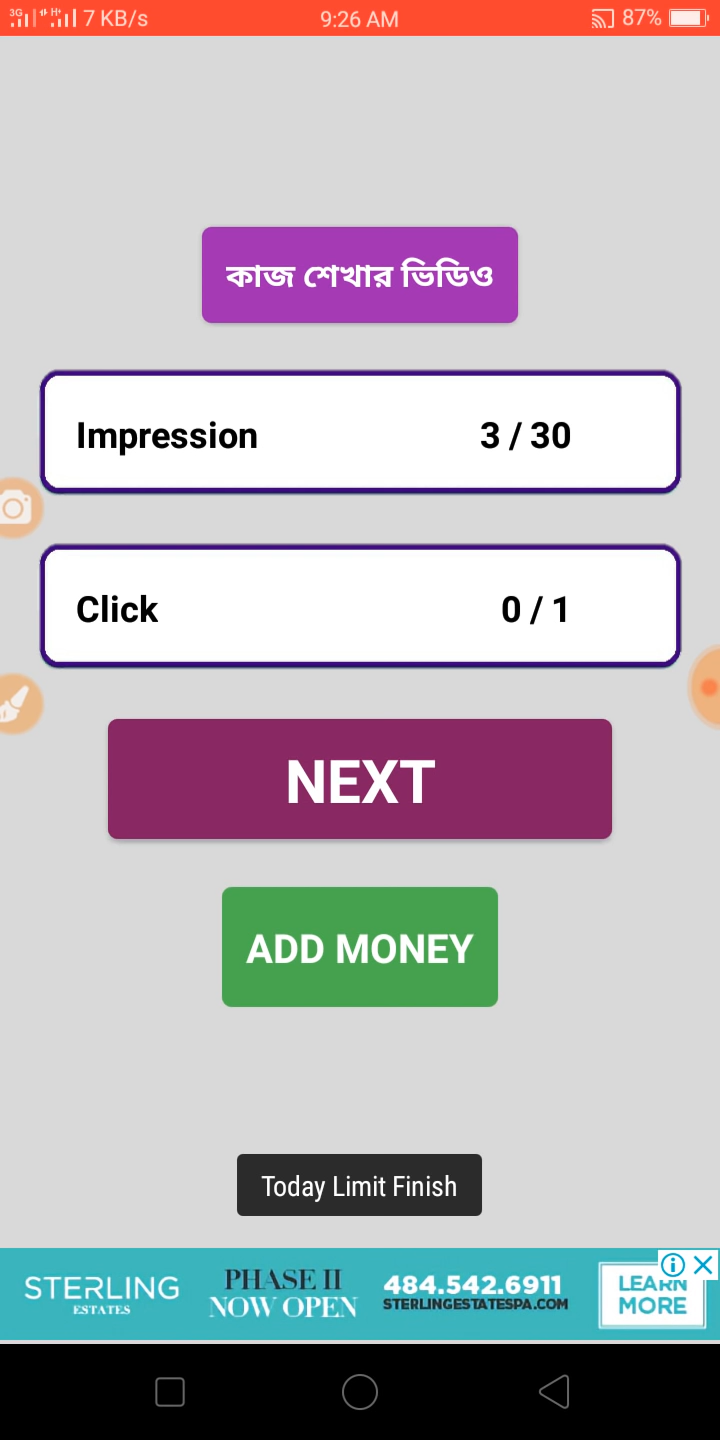 3G H+ 7 KB/s 9:26 AM 87%
কাজ শেখার ভিডিও
Impression 3 / 30
Click 0 / 1
NEXT
ADD MONEY
Today Limit Finish
STERLING
ESTATES
PHASE II
NOW OPEN
484.542.6911
STERLINGESTATESPA.COM
LEARN
MORE